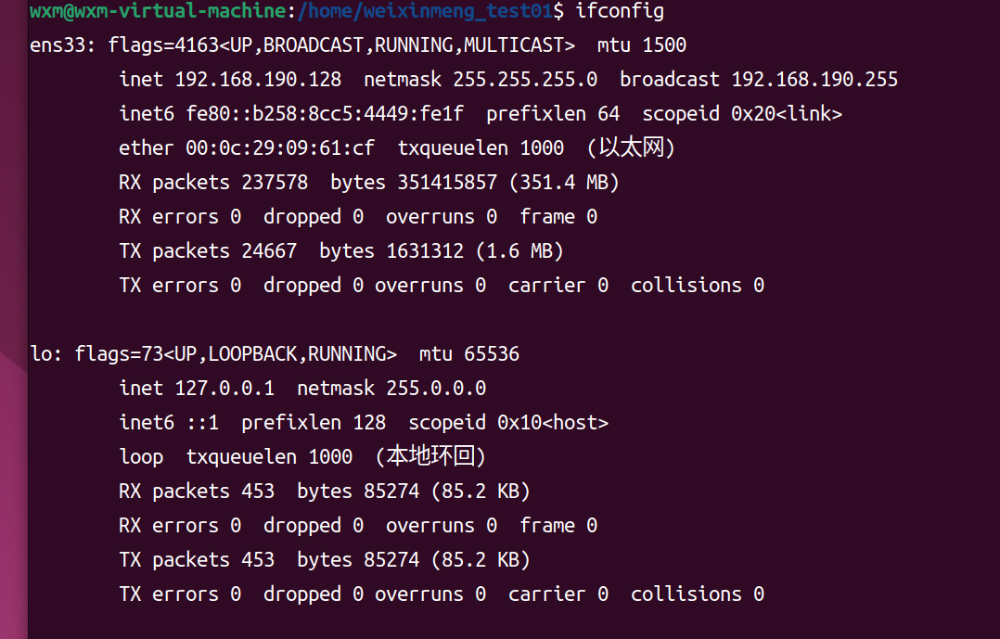 wxm@wxm-virtual-machine:/home/weixinmeng_test01$ ifconfig
ens33: flags=4163<UP,BROADCAST,RUNNING,MULTICAST>  mtu 1500
        inet 192.168.190.128  netmask 255.255.255.0  broadcast 192.168.190.255
        inet6 fe80::b258:8cc5:4449:fe1f  prefixlen 64  scopeid 0x20<link>
        ether 00:0c:29:09:61:cf  txqueuelen 1000  (以太网)
        RX packets 237578  bytes 351415857 (351.4 MB)
        RX errors 0  dropped 0  overruns 0  frame 0
        TX packets 24667  bytes 1631312 (1.6 MB)
        TX errors 0  dropped 0 overruns 0  carrier 0  collisions 0

lo: flags=73<UP,LOOPBACK,RUNNING>  mtu 65536
        inet 127.0.0.1  netmask 255.0.0.0
        inet6 ::1  prefixlen 128  scopeid 0x10<host>
        loop  txqueuelen 1000  (本地环回)
        RX packets 453  bytes 85274 (85.2 KB)
        RX errors 0  dropped 0  overruns 0  frame 0
        TX packets 453  bytes 85274 (85.2 KB)
        TX errors 0  dropped 0 overruns 0  carrier 0  collisions 0